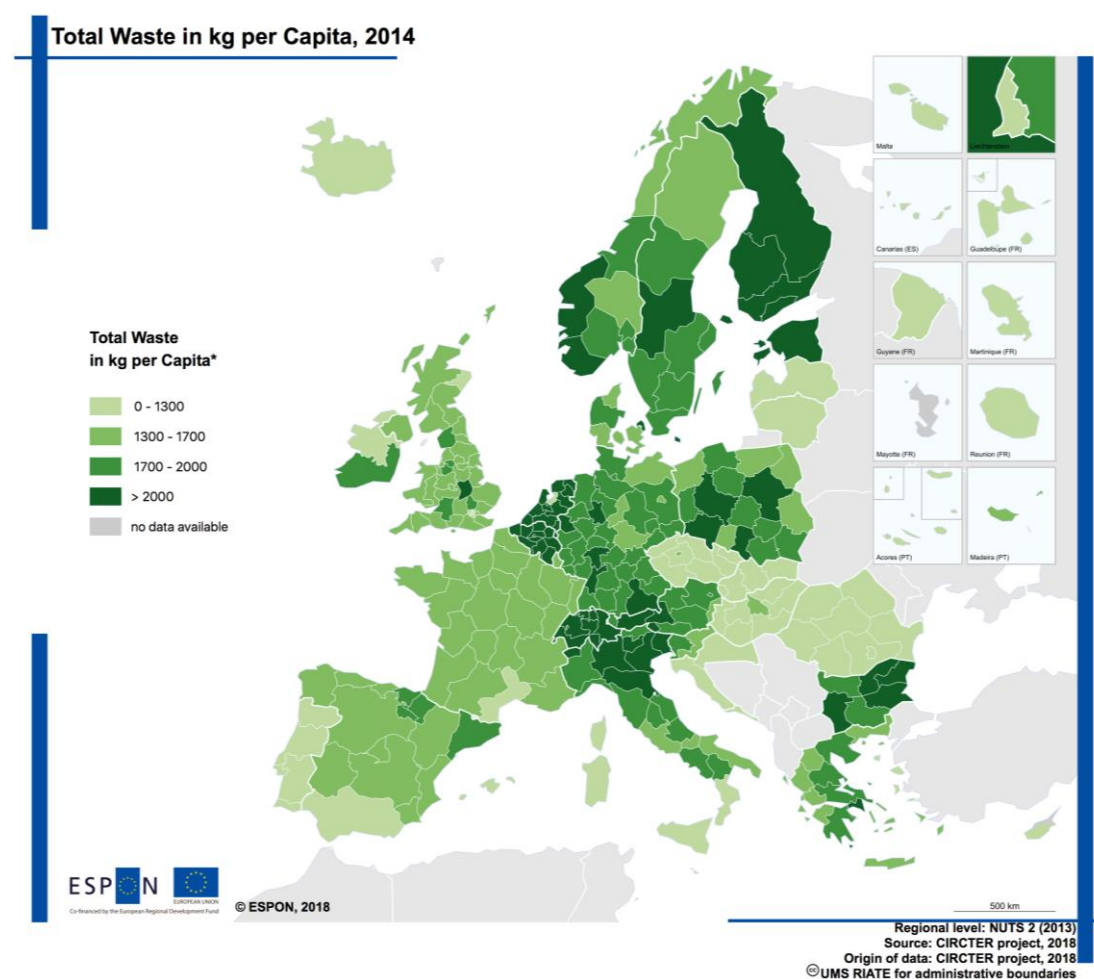 Total Waste in kg per Capita, 2014
Malta
Liechtenstein
Canarias (ES)
Guadeloupe (FR)
Guyane (FR)
Martinique (FR)
Mayotte (FR)
Reunion (FR)
Acores (PT)
Madeira (PT)
Total Waste
in kg per Capita*
0 - 1300
1300 - 1700
1700 - 2000
> 2000
no data available
ESPON
EUROPEAN UNION
Co-financed by the European Regional Development Fund
© ESPON, 2018
500 km
Regional level: NUTS 2 (2013)
Source: CIRCTER project, 2018
Origin of data: CIRCTER project, 2018
cc UMS RIATE for administrative boundaries